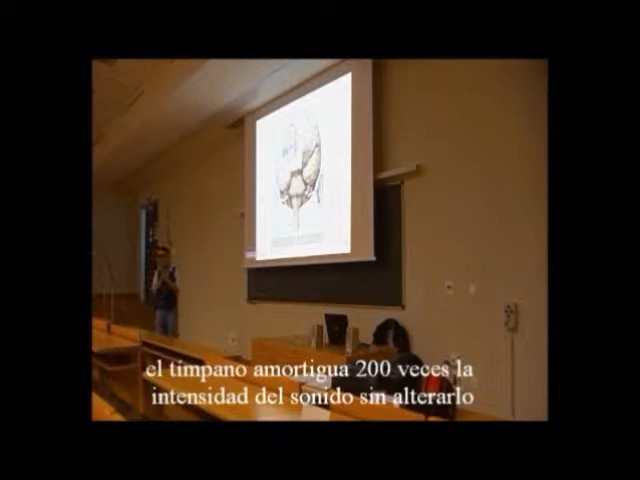 el tímpano amortigua 200 veces la
intensidad del sonido sin alterarlo